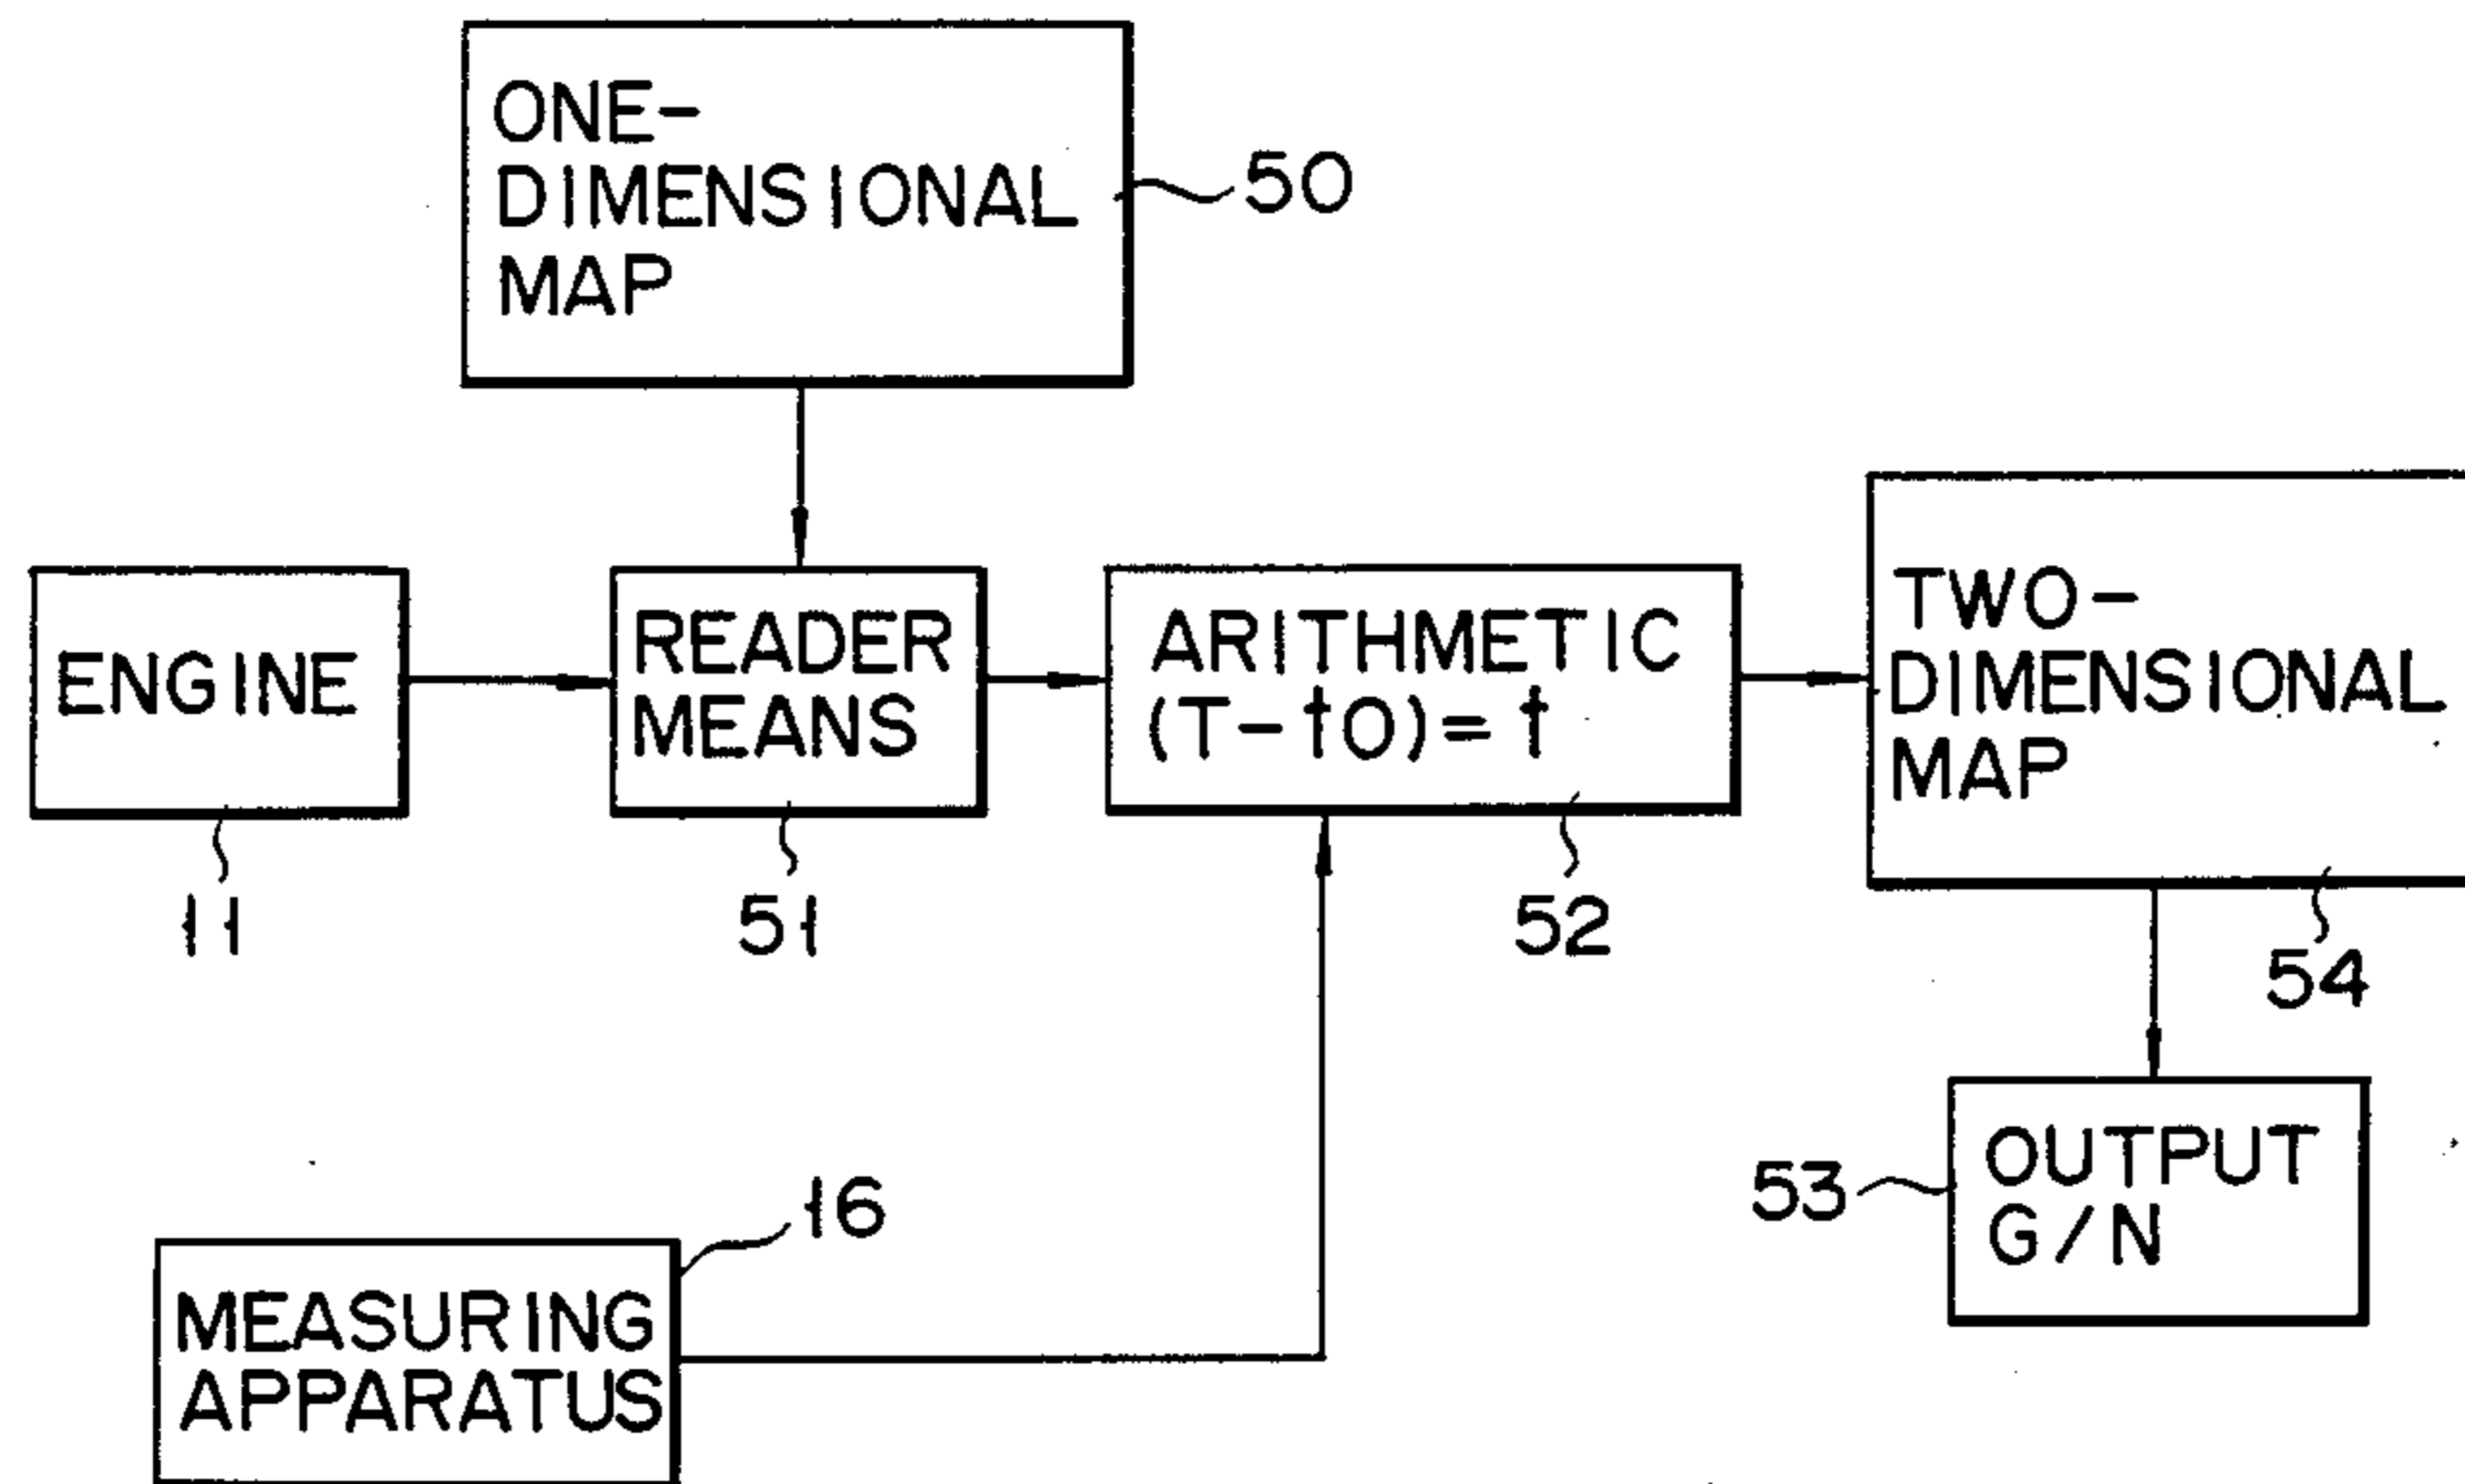 ONE-
DIMENSIONAL
MAP
50
ENGINE
11
READER
MEANS
51
ARITHMETIC
(T-t0)=t
52
TWO-
DIMENSIONAL
MAP
54
53
OUTPUT
G/N
16
MEASURING
APPARATUS